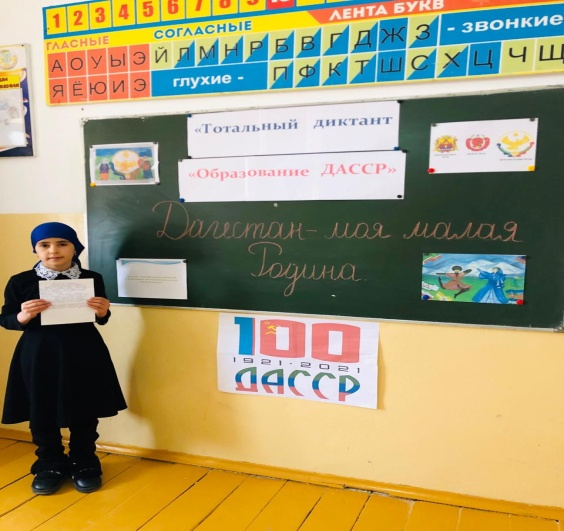 1 2 3 4 5 6 7 8 9
ЛЕНТА БУКВ
ГЛАСНЫЕ СОГЛАСНЫЕ
А О У Ы Э Й Л М Н Р Б В Г Д Ж З - звонкие
Я Ё Ю И Э глухие - П Ф К Т Ш С Х Ц Ч Щ
«Тотальный диктант
«Образование ДАССР»
Дагестан - моя малая
Родина
100
1921-2021
ДАССР